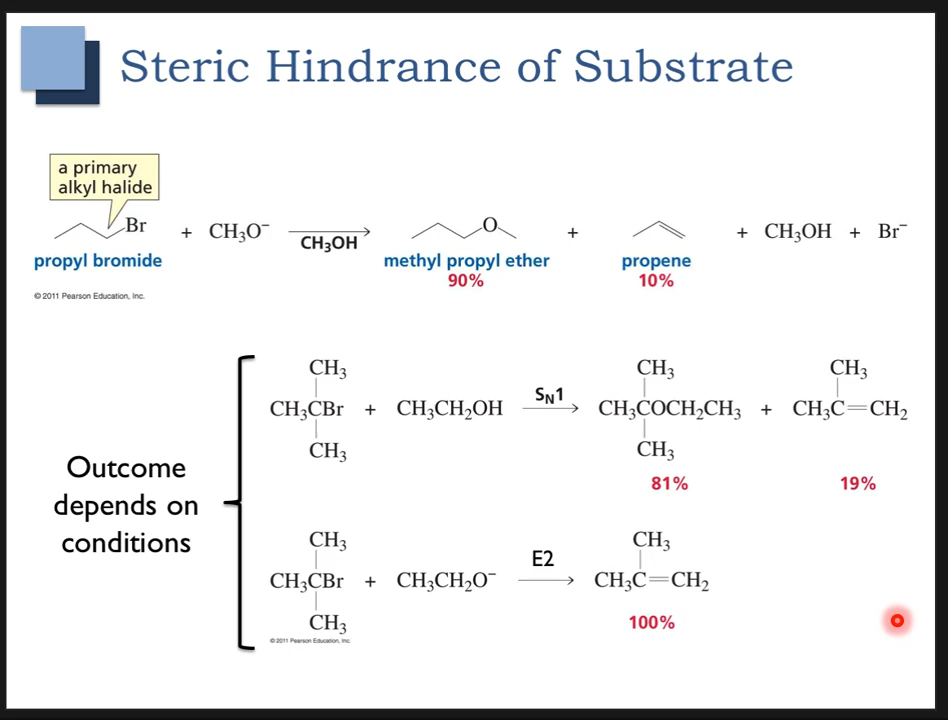 Steric Hindrance of Substrate
a primary
alkyl halide
Br + CH₃O⁻ CH₃OH O + + CH₃OH + Br⁻
propyl bromide methyl propyl ether propene
90% 10%
© 2011 Pearson Education, Inc.
Outcome
depends on
conditions
CH₃ CH₃ CH₃
CH₃CBr + CH₃CH₂OH SN1 CH₃COCH₂CH₃ + CH₃C=CH₂
CH₃ CH₃
81% 19%
CH₃ CH₃
CH₃CBr + CH₃CH₂O⁻ E2 CH₃C=CH₂
CH₃ 100%
© 2011 Pearson Education, Inc.